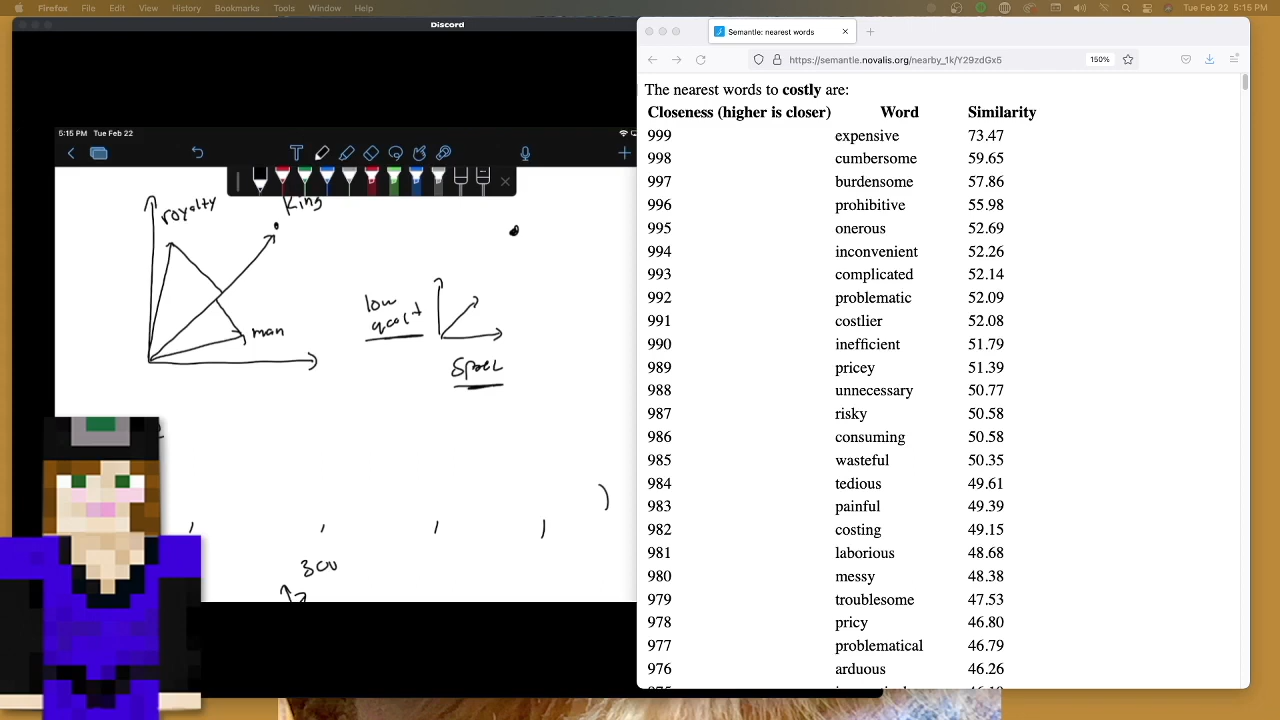 Firefox File Edit View History Bookmarks Tools Window Help Tue Feb 22 5:15 PM
Discord
5:15 PM Tue Feb 22
royalty
King
man
low
300
Semantle: nearest words
https://semantle.novalis.org/nearby_1k/Y29zdGx5
150%
The nearest words to costly are:
Closeness (higher is closer) Word Similarity
999 expensive 73.47
998 cumbersome 59.65
997 burdensome 57.86
996 prohibitive 55.98
995 onerous 52.69
994 inconvenient 52.26
993 complicated 52.14
992 problematic 52.09
991 costlier 52.08
990 inefficient 51.79
989 pricey 51.39
988 unnecessary 50.77
987 risky 50.58
986 consuming 50.58
985 wasteful 50.35
984 tedious 49.61
983 painful 49.39
982 costing 49.15
981 laborious 48.68
980 messy 48.38
979 troublesome 47.53
978 pricy 46.80
977 problematical 46.79
976 arduous 46.26